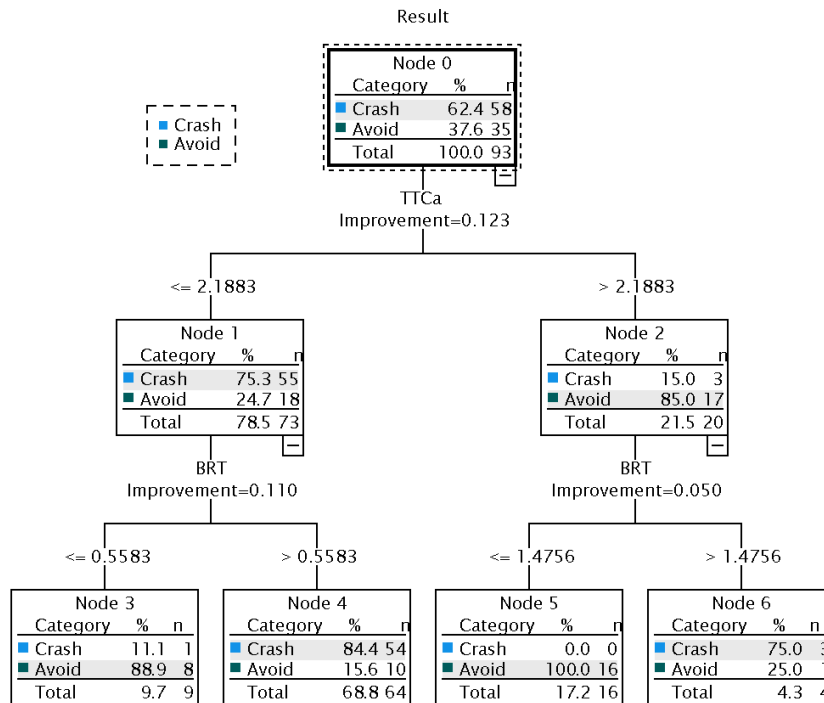 Result
Crash
Avoid
Node 0
Category % n
Crash 62.4 58
Avoid 37.6 35
Total 100.0 93
TTCa
Improvement=0.123
<= 2.1883
> 2.1883
Node 1
Category % n
Crash 75.3 55
Avoid 24.7 18
Total 78.5 73
Node 2
Category % n
Crash 15.0 3
Avoid 85.0 17
Total 21.5 20
BRT
Improvement=0.110
BRT
Improvement=0.050
<= 0.5583
> 0.5583
<= 1.4756
> 1.4756
Node 3
Category % n
Crash 11.1 1
Avoid 88.9 8
Total 9.7 9
Node 4
Category % n
Crash 84.4 54
Avoid 15.6 10
Total 68.8 64
Node 5
Category % n
Crash 0.0 0
Avoid 100.0 16
Total 17.2 16
Node 6
Category % n
Crash 75.0 3
Avoid 25.0
Total 4.3 4